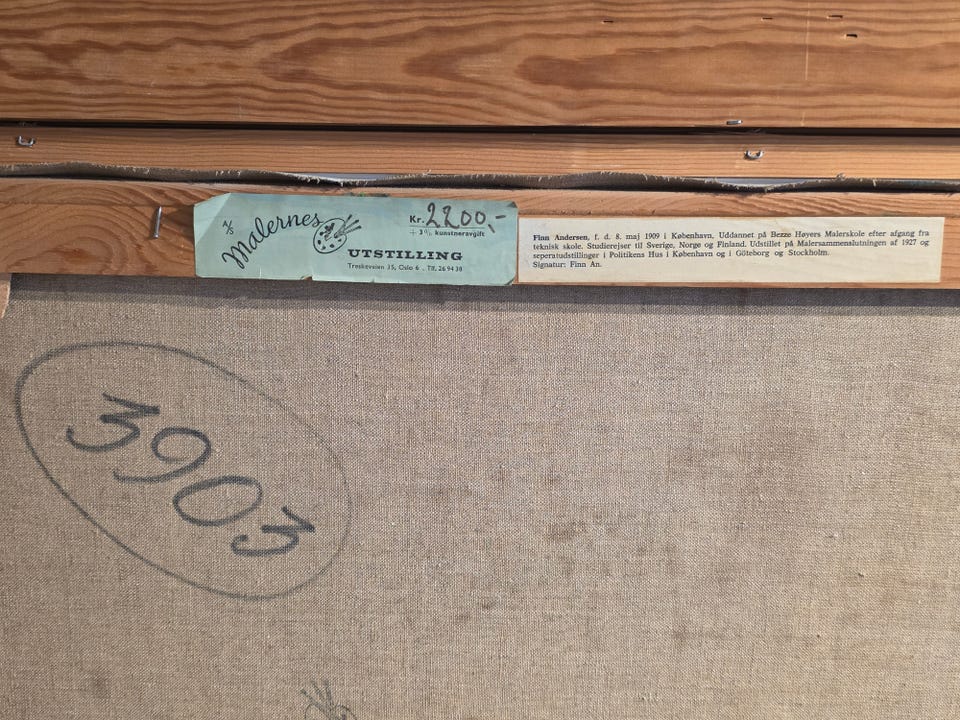 A/S Malernes
UTSTILLING
Treskeveien 35, Oslo 6 . Tlf. 26 94 38
Kr. 2200,-
+ 3% kunstneravgift
Finn Andersen, f. d. 8. maj 1909 i København, Uddannet på Bezze Høyers Malerskole efter afgang fra
teknisk skole. Studierejser til Sverige, Norge og Finland. Udstillet på Malersammenslutningen af 1927 og
seperatudstillinger i Politikens Hus i København og i Göteborg og Stockholm.
Signatur: Finn An.
3903